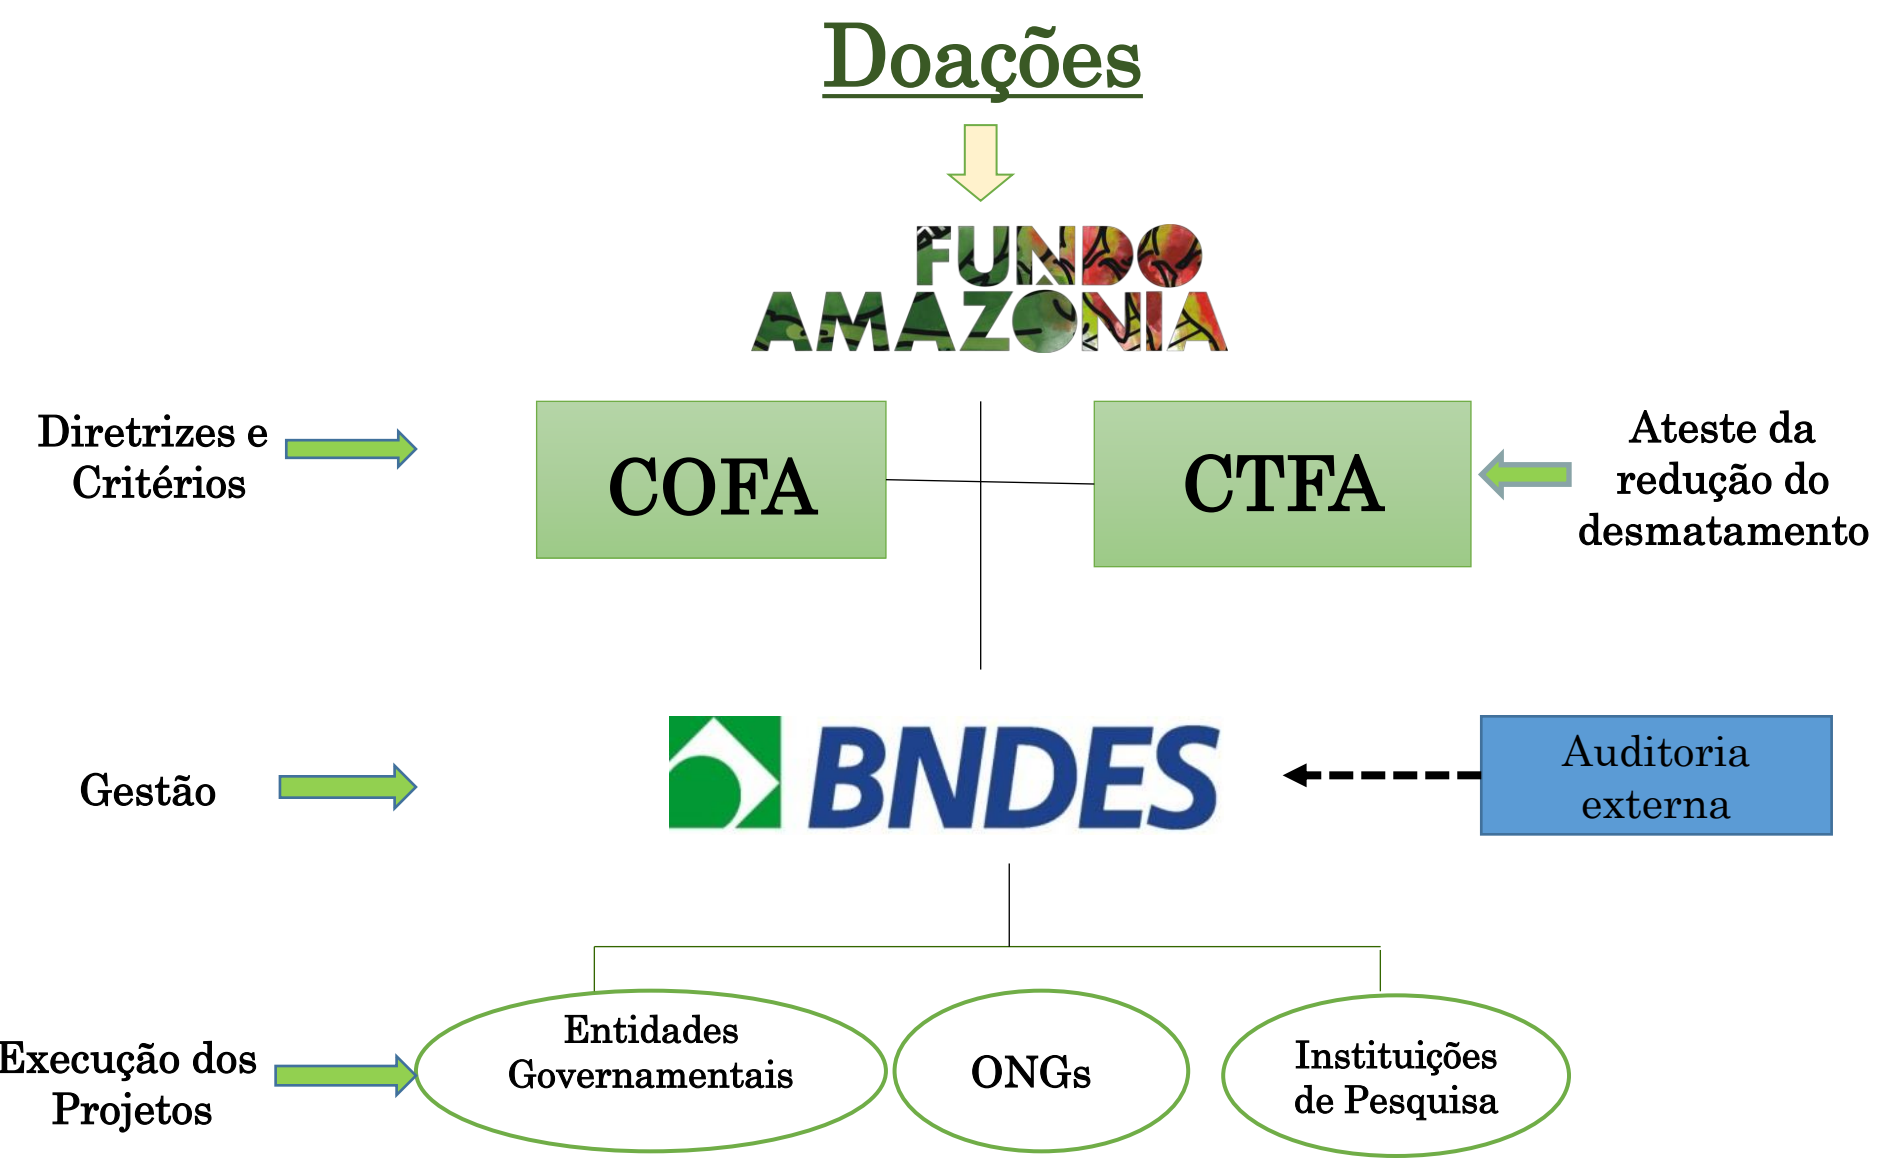 Doações
FUNDO
AMAZÔNIA
Diretrizes e
Critérios
COFA
CTFA
Ateste da
redução do
desmatamento
Gestão
BNDES
Auditoria
externa
Execução dos
Projetos
Entidades
Governamentais
ONGs
Instituições
de Pesquisa